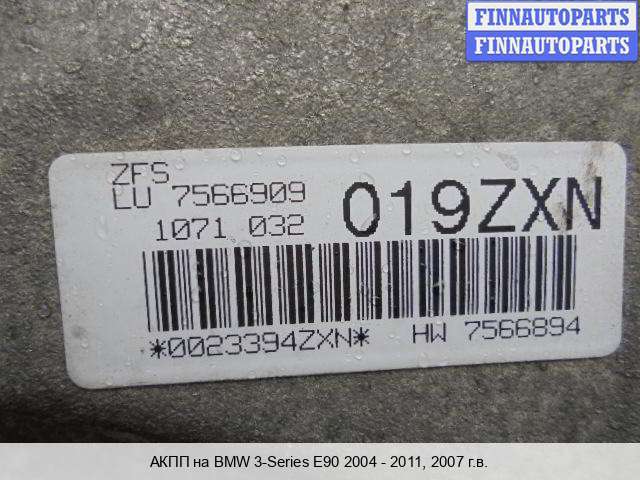 FINNAUTOPARTS
FINNAUTOPARTS
ZFS
LU 7566909
1071 032
019ZXN
*0023394ZXN* HW 7566894
АКПП на BMW 3-Series E90 2004 - 2011, 2007 г.в.